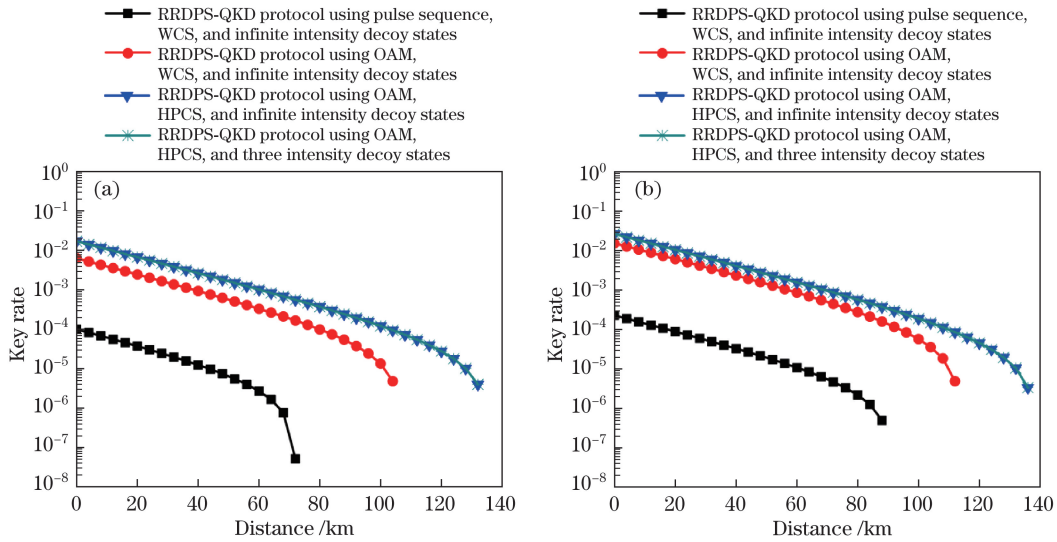 RRDPS-QKD protocol using pulse sequence,
WCS, and infinite intensity decoy states
RRDPS-QKD protocol using OAM,
WCS, and infinite intensity decoy states
RRDPS-QKD protocol using OAM,
HPCS, and infinite intensity decoy states
RRDPS-QKD protocol using OAM,
HPCS, and three intensity decoy states
(a)
10^0
10^-1
10^-2
10^-3
10^-4
10^-5
10^-6
10^-7
10^-8
Key rate
0 20 40 60 80 100 120 140
Distance /km
RRDPS-QKD protocol using pulse sequence,
WCS, and infinite intensity decoy states
RRDPS-QKD protocol using OAM,
WCS, and infinite intensity decoy states
RRDPS-QKD protocol using OAM,
HPCS, and infinite intensity decoy states
RRDPS-QKD protocol using OAM,
HPCS, and three intensity decoy states
(b)
10^0
10^-1
10^-2
10^-3
10^-4
10^-5
10^-6
10^-7
10^-8
Key rate
0 20 40 60 80 100 120 140
Distance /km